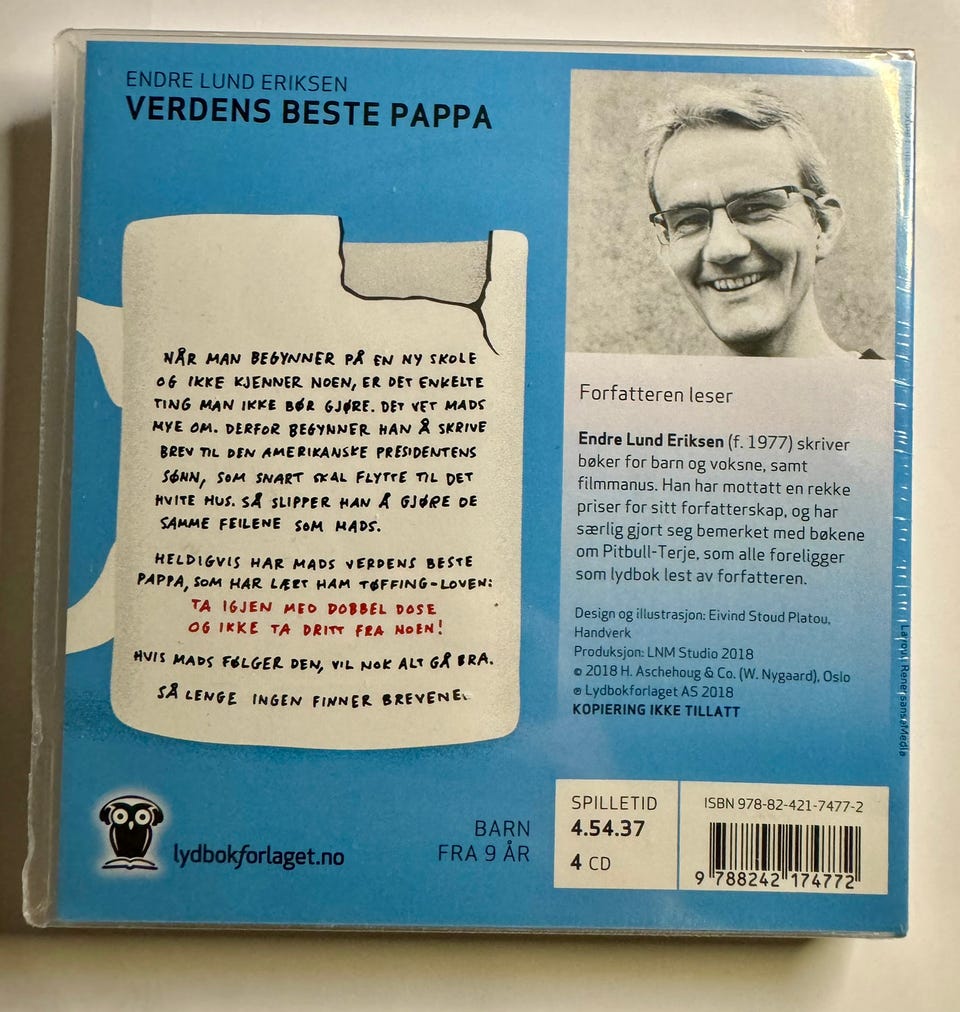 ENDRE LUND ERIKSEN
VERDENS BESTE PAPPA
NÅR MAN BEGYNNER PÅ EN NY SKOLE
OG IKKE KJENNER NOEN, ER DET ENKELTE
TING MAN IKKE BØR GJØRE. DET VET MADS
MYE OM. DERFOR BEGYNNER HAN Å SKRIVE
BREV TIL DEN AMERIKANSKE PRESIDENTENS
SØNN, SOM SNART SKAL FLYTTE TIL DET
HVITE HUS. SÅ SLIPPER HAN Å GJØRE DE
SAMME FEILENE SOM MADS.
HELDIGVIS HAR MADS VERDENS BESTE
PAPPA, SOM HAR LÆRT HAM TØFFING-LOVEN:
TA IGJEN MED DOBBEL DOSE
OG IKKE TA DRITT FRA NOEN!
HVIS MADS FØLGER DEN, VIL NOK ALT GÅ BRA.
SÅ LENGE INGEN FINNER BREVENE.
Forfatteren leser
Endre Lund Eriksen (f. 1977) skriver
bøker for barn og voksne, samt
filmmanus. Han har mottatt en rekke
priser for sitt forfatterskap, og har
særlig gjort seg bemerket med bøkene
om Pitbull-Terje, som alle foreligger
som lydbok lest av forfatteren.
Design og illustrasjon: Eivind Stoud Platou,
Handverk
Produksjon: LNM Studio 2018
© 2018 H. Aschehoug & Co. (W. Nygaard), Oslo
℗ Lydbokforlaget AS 2018
KOPIERING IKKE TILLATT
lydbokforlaget.no
BARN
FRA 9 ÅR
SPILLETID
4.54.37
4 CD
ISBN 978-82-421-7477-2
9 788242 174772